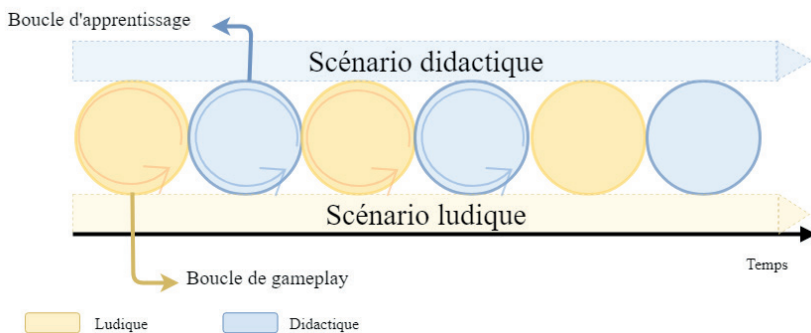 Boucle d'apprentissage
Scénario didactique
Scénario ludique
Temps
Boucle de gameplay
Ludique
Didactique